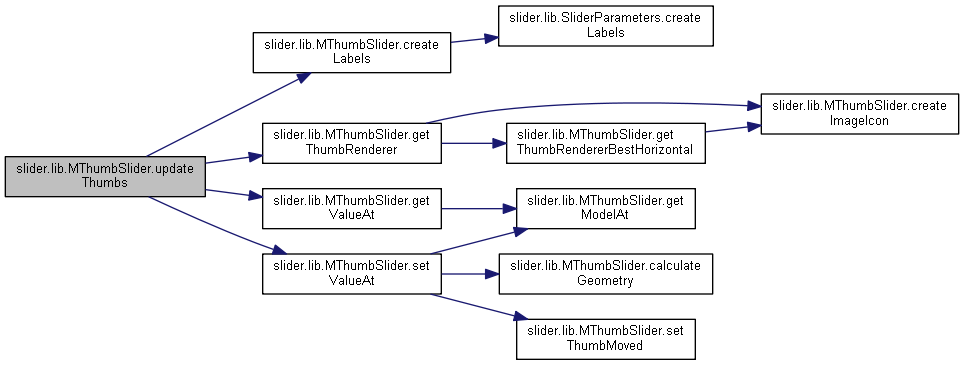 slider.lib.MThumbSlider.update
Thumbs
slider.lib.MThumbSlider.create
Labels
slider.lib.SliderParameters.create
Labels
slider.lib.MThumbSlider.get
ThumbRenderer
slider.lib.MThumbSlider.get
ThumbRendererBestHorizontal
slider.lib.MThumbSlider.create
ImageIcon
slider.lib.MThumbSlider.get
ValueAt
slider.lib.MThumbSlider.get
ModelAt
slider.lib.MThumbSlider.set
ValueAt
slider.lib.MThumbSlider.calculate
Geometry
slider.lib.MThumbSlider.set
ThumbMoved